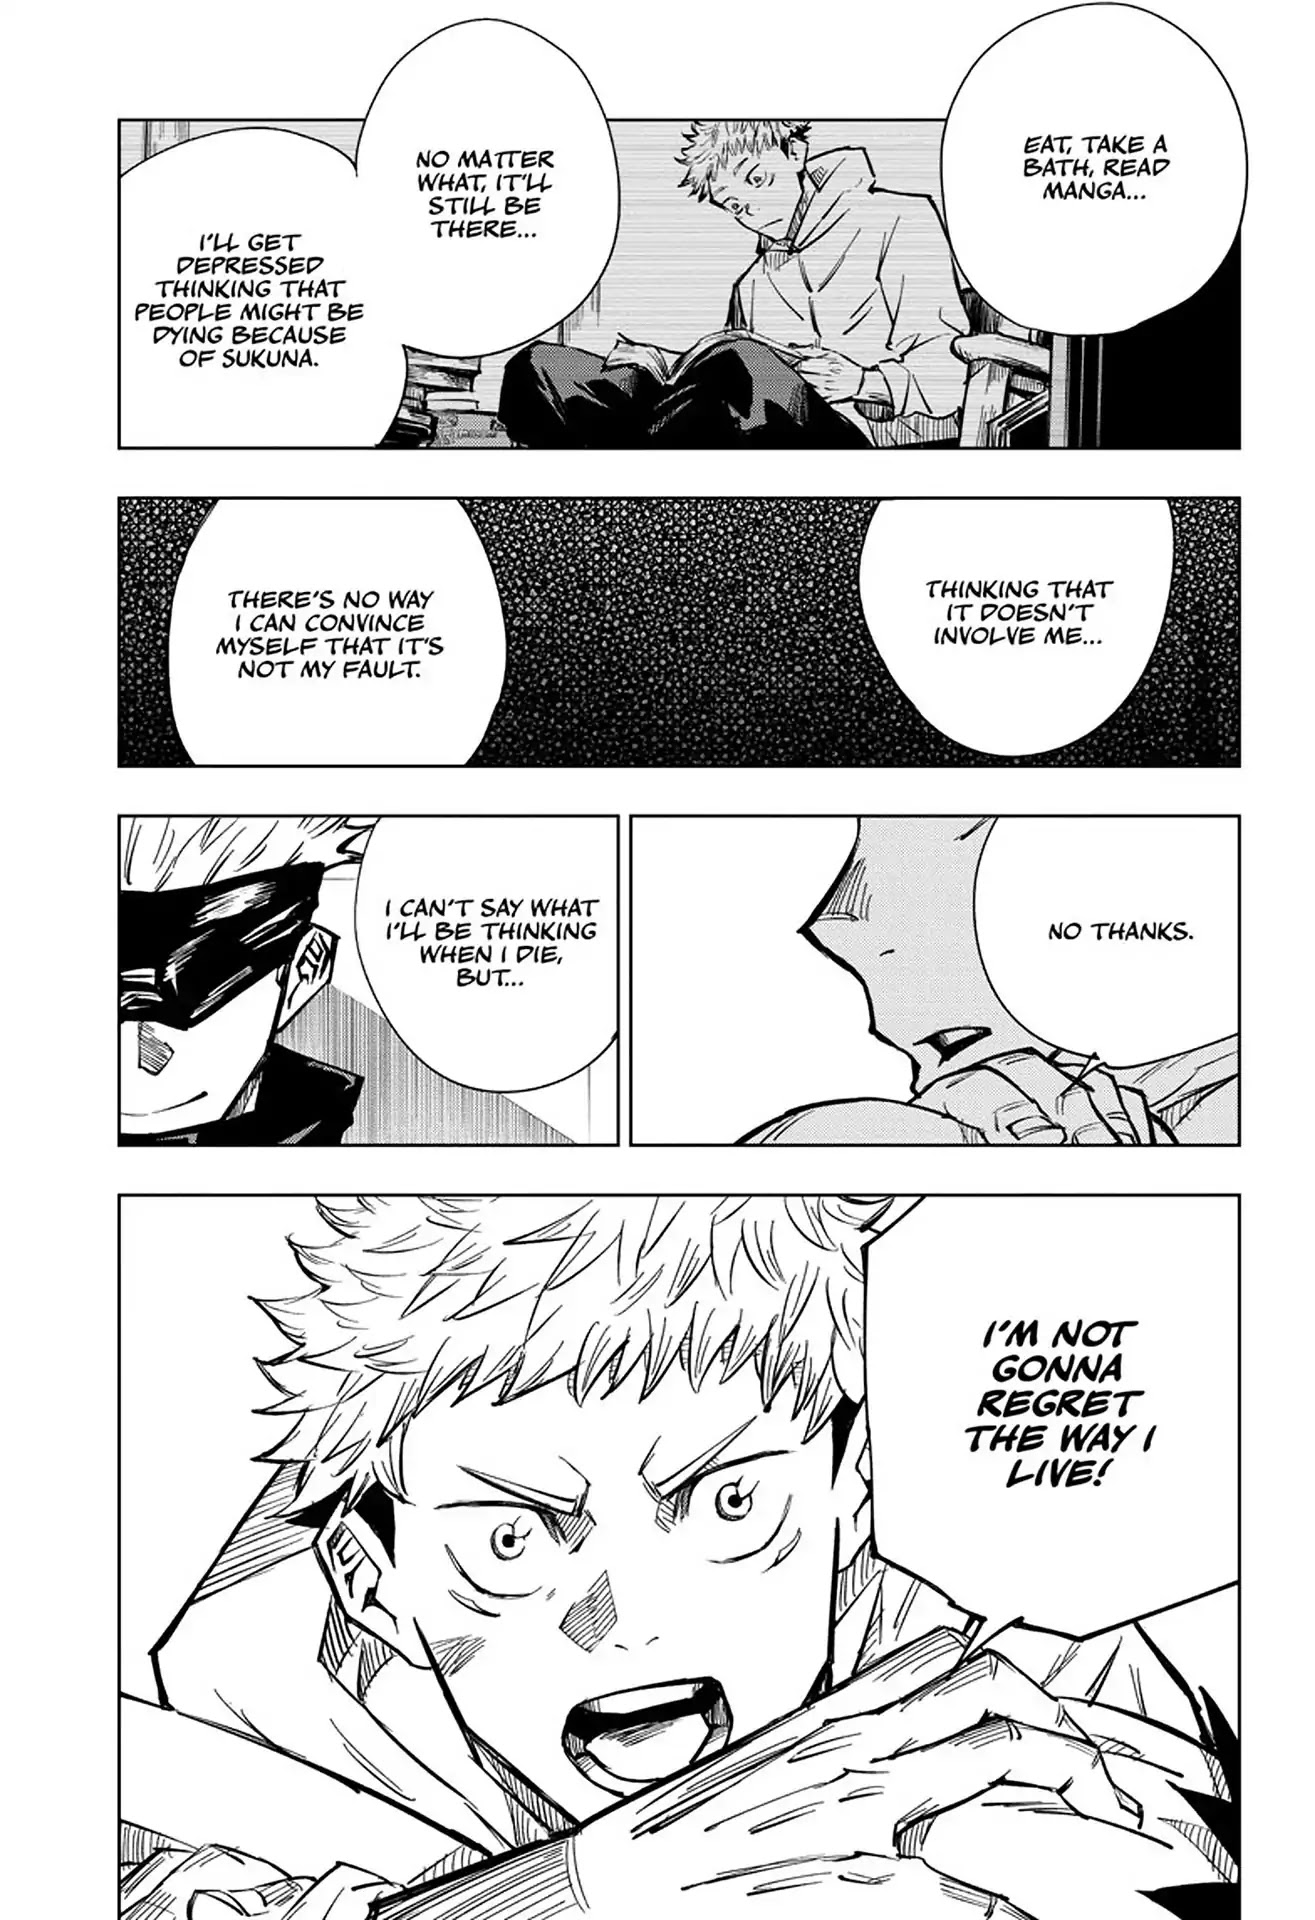 EAT, TAKE A
BATH, READ
MANGA...
NO MATTER
WHAT, IT'LL
STILL BE
THERE...
I'LL GET
DEPRESSED
THINKING THAT
PEOPLE MIGHT BE
DYING BECAUSE
OF SUKUNA.
THINKING THAT
IT DOESN'T
INVOLVE ME...
THERE'S NO WAY
I CAN CONVINCE
MYSELF THAT IT'S
NOT MY FAULT.
NO THANKS.
I CAN'T SAY WHAT
I'LL BE THINKING
WHEN I DIE,
BUT...
I'M NOT
GONNA
REGRET
THE WAY I
LIVE!